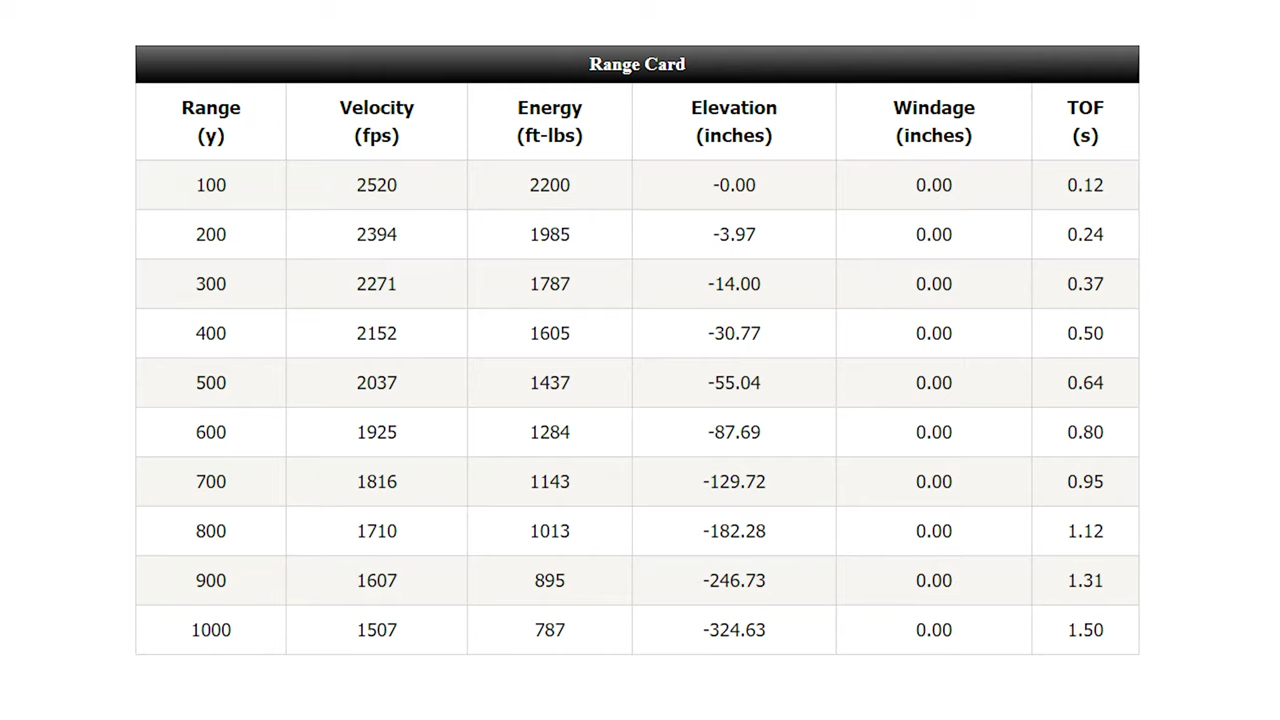 Range Card
Range (y) Velocity (fps) Energy (ft-lbs) Elevation (inches) Windage (inches) TOF (s)
100 2520 2200 -0.00 0.00 0.12
200 2394 1985 -3.97 0.00 0.24
300 2271 1787 -14.00 0.00 0.37
400 2152 1605 -30.77 0.00 0.50
500 2037 1437 -55.04 0.00 0.64
600 1925 1284 -87.69 0.00 0.80
700 1816 1143 -129.72 0.00 0.95
800 1710 1013 -182.28 0.00 1.12
900 1607 895 -246.73 0.00 1.31
1000 1507 787 -324.63 0.00 1.50